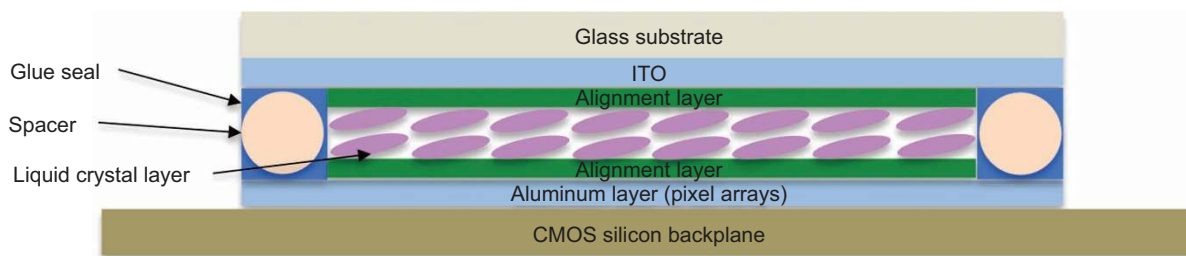 Glass substrate
ITO
Glue seal
Alignment layer
Spacer
Liquid crystal layer
Alignment layer
Aluminum layer (pixel arrays)
CMOS silicon backplane